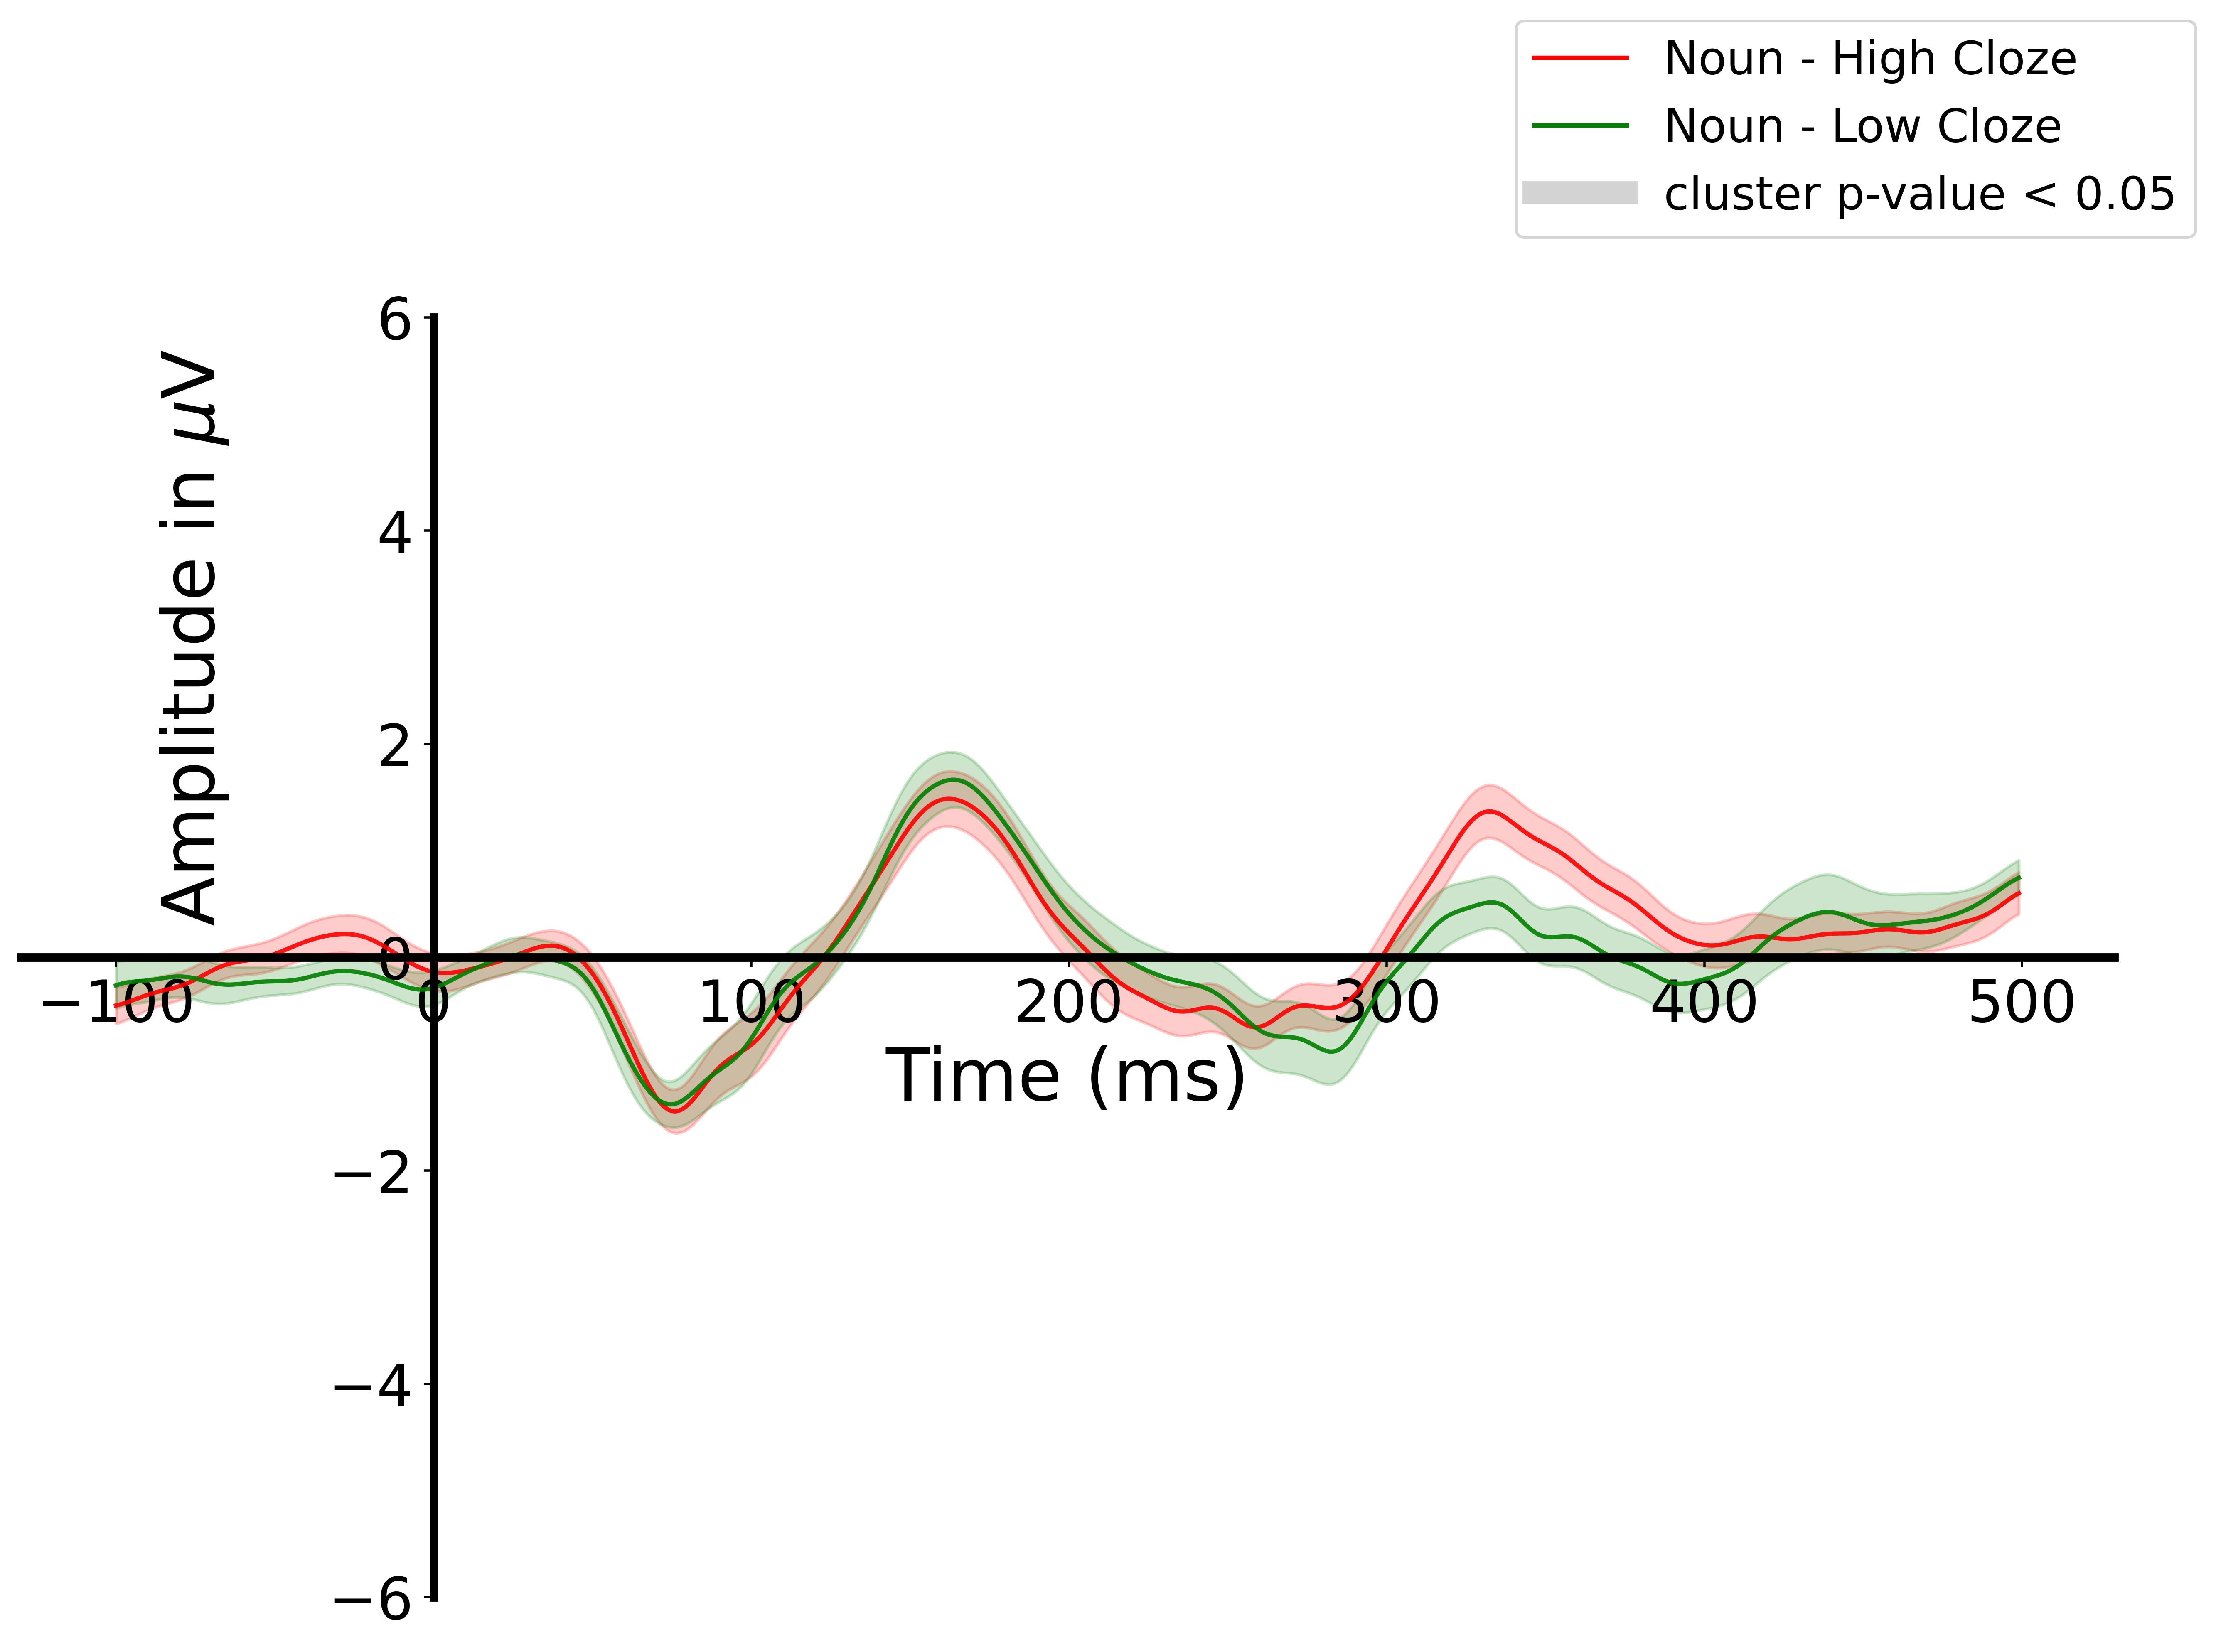 Noun - High Cloze
Noun - Low Cloze
cluster p-value < 0.05
Amplitude in μV
6
4
2
0
−2
−4
−6
−100 0 100 200 300 400 500
Time (ms)